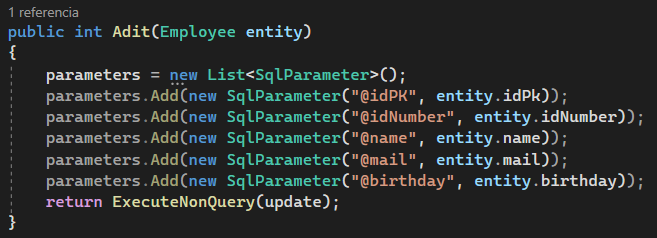 1 referencia
public int Adit(Employee entity)
{
parameters = new List<SqlParameter>();
parameters.Add(new SqlParameter("@idPK", entity.idPk));
parameters.Add(new SqlParameter("@idNumber", entity.idNumber));
parameters.Add(new SqlParameter("@name", entity.name));
parameters.Add(new SqlParameter("@mail", entity.mail));
parameters.Add(new SqlParameter("@birthday", entity.birthday));
return ExecuteNonQuery(update);
}